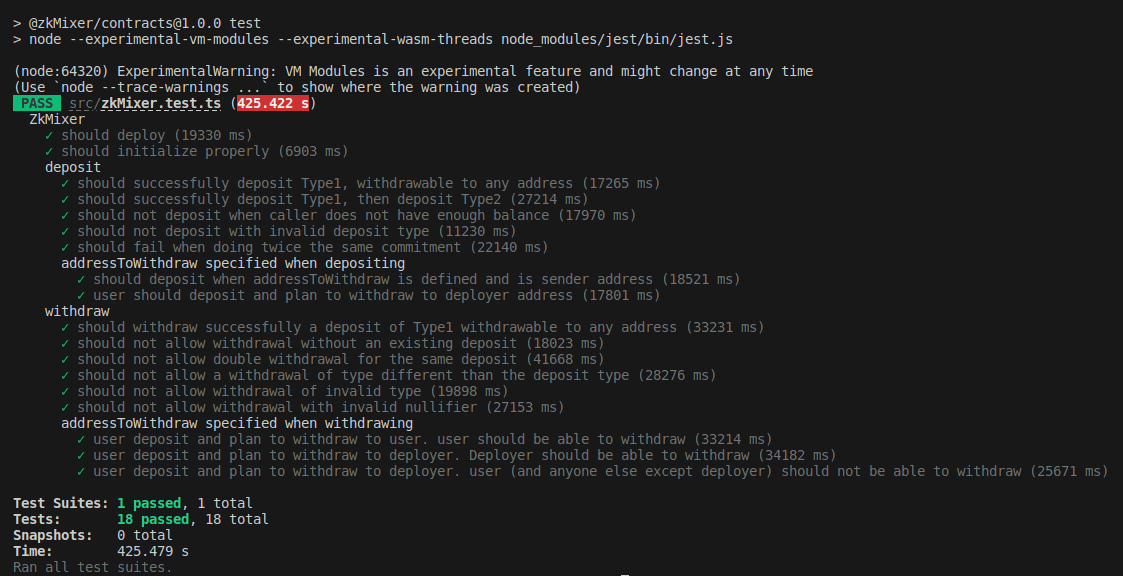 > @zkMixer/contracts@1.0.0 test
> node --experimental-vm-modules --experimental-wasm-threads node_modules/jest/bin/jest.js
(node:64320) ExperimentalWarning: VM Modules is an experimental feature and might change at any time
(Use `node --trace-warnings ...` to show where the warning was created)
PASS src/zkMixer.test.ts (425.422 s)
ZkMixer
✓ should deploy (19330 ms)
✓ should initialize properly (6903 ms)
deposit
✓ should successfully deposit Type1, withdrawable to any address (17265 ms)
✓ should successfully deposit Type1, then deposit Type2 (27214 ms)
✓ should not deposit when caller does not have enough balance (17970 ms)
✓ should not deposit with invalid deposit type (11230 ms)
✓ should fail when doing twice the same commitment (22140 ms)
addressToWithdraw specified when depositing
✓ should deposit when addressToWithdraw is defined and is sender address (18521 ms)
✓ user should deposit and plan to withdraw to deployer address (17801 ms)
withdraw
✓ should withdraw successfully a deposit of Type1 withdrawable to any address (33231 ms)
✓ should not allow withdrawal without an existing deposit (18023 ms)
✓ should not allow double withdrawal for the same deposit (41668 ms)
✓ should not allow a withdrawal of type different than the deposit type (28276 ms)
✓ should not allow withdrawal of invalid type (19898 ms)
✓ should not allow withdrawal with invalid nullifier (27153 ms)
addressToWithdraw specified when withdrawing
✓ user deposit and plan to withdraw to user. user should be able to withdraw (33214 ms)
✓ user deposit and plan to withdraw to deployer. Deployer should be able to withdraw (34182 ms)
✓ user deposit and plan to withdraw to deployer. user (and anyone else except deployer) should not be able to withdraw (25671 ms)
Test Suites: 1 passed, 1 total
Tests: 18 passed, 18 total
Snapshots: 0 total
Time: 425.479 s
Ran all test suites.